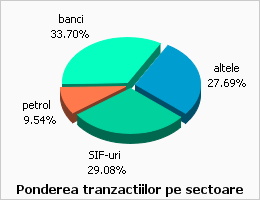 banci
33.70%
altele
27.69%
petrol
9.54%
SIF-uri
29.08%
Ponderea tranzactiilor pe sectoare